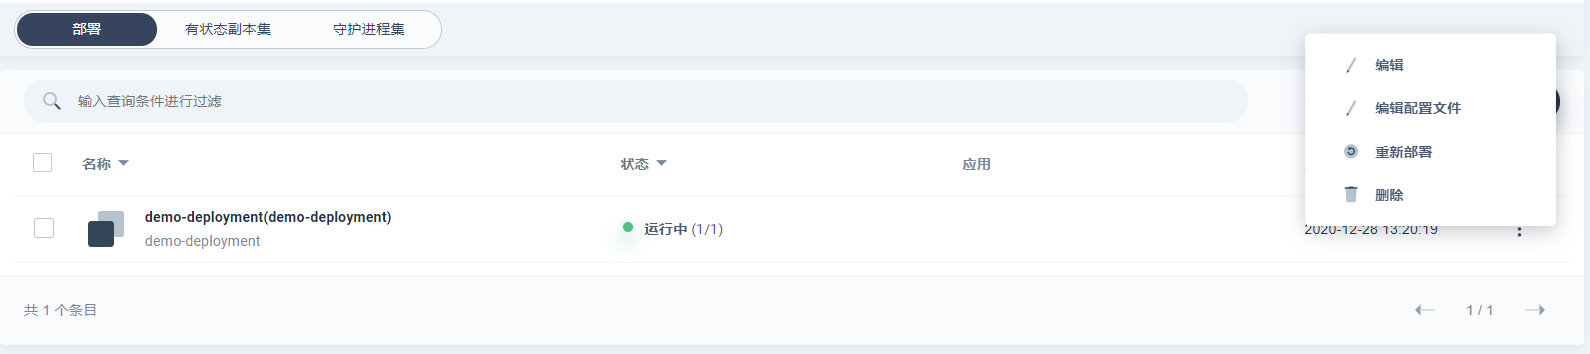 部署
有状态副本集
守护进程集
输入查询条件进行过滤
编辑
编辑配置文件
重新部署
删除
名称
状态
应用
demo-deployment(demo-deployment)
demo-deployment
运行中 (1/1)
2020-12-28 13:20:19
共 1 个条目
1 / 1